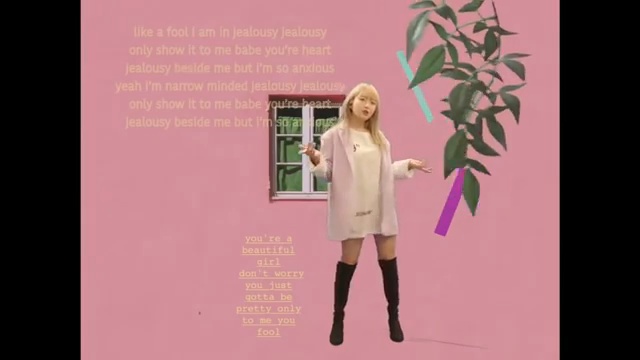 like a fool i am in jealousy jealousy
only show it to me babe you're heart
jealousy beside me but i'm so anxious
yeah i'm narrow minded jealousy jealousy
only show it to me babe you're heart
jealousy beside me but i'm so anxious
you're a
beautiful
girl
don't worry
you just
gotta be
pretty only
to me you
fool